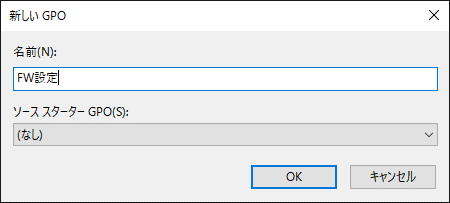 新しい GPO
名前(N):
FW設定
ソース スターター GPO(S):
(なし)
OK
キャンセル